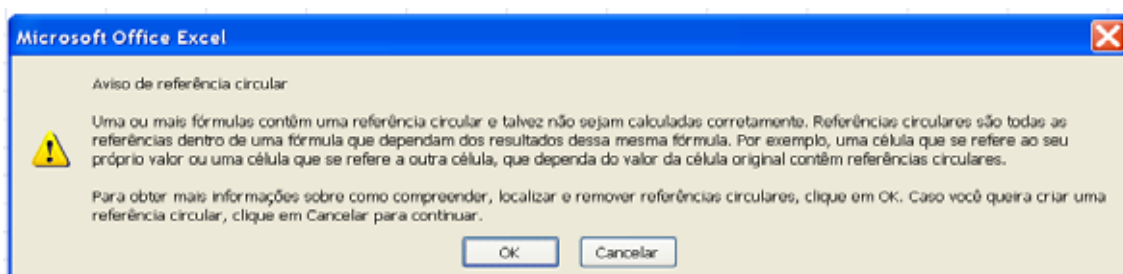 Microsoft Office Excel
Aviso de referência circular
Uma ou mais fórmulas contêm uma referência circular e talvez não sejam calculadas corretamente. Referências circulares são todas as
referências dentro de uma fórmula que dependam dos resultados dessa mesma fórmula. Por exemplo, uma célula que se refere ao seu
próprio valor ou uma célula que se refere a outra célula, que dependa do valor da célula original contêm referências circulares.
Para obter mais informações sobre como compreender, localizar e remover referências circulares, clique em OK. Caso você queira criar uma
referência circular, clique em Cancelar para continuar.
OK Cancelar